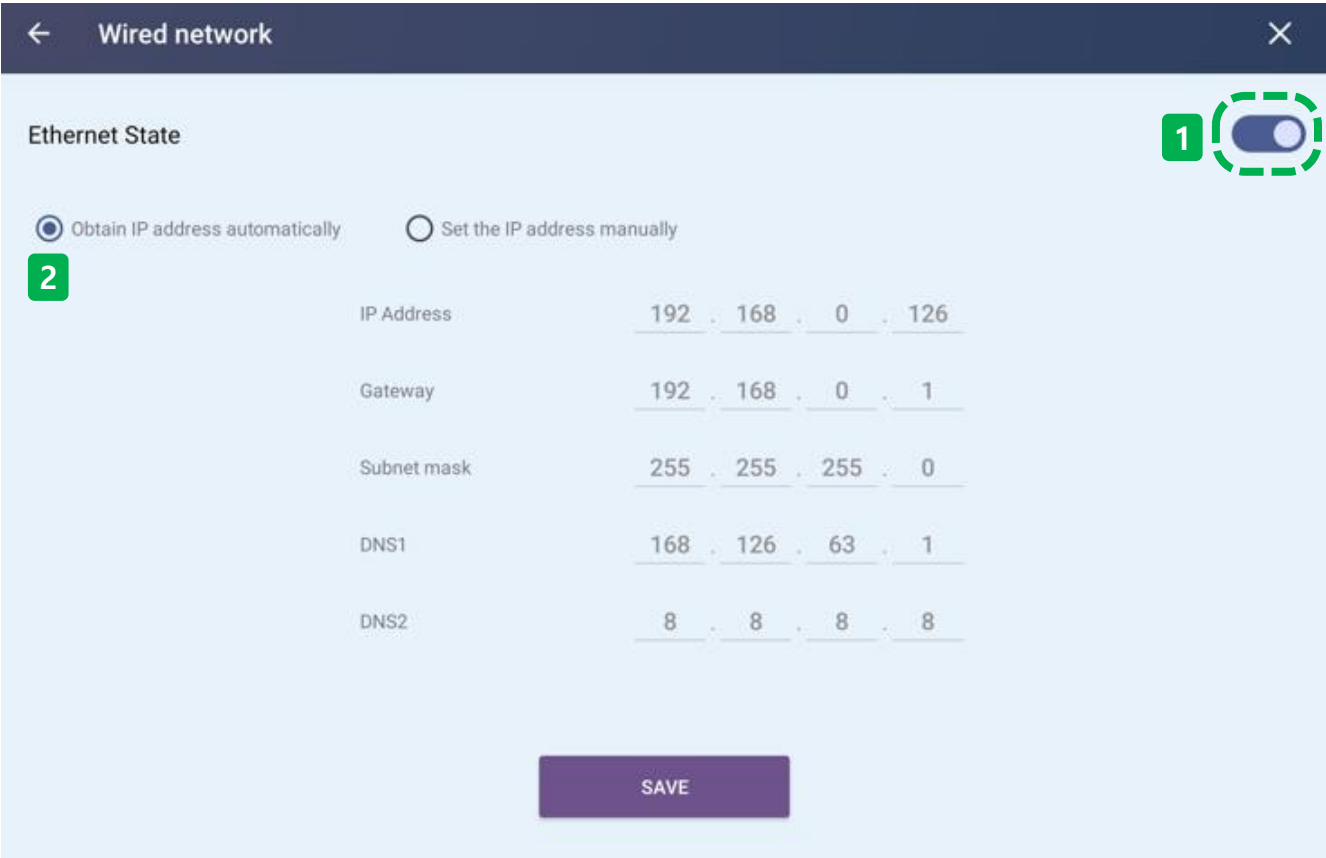 Wired network
Ethernet State
1
Obtain IP address automatically Set the IP address manually
2
IP Address 192 . 168 . 0 . 126
Gateway 192 . 168 . 0 . 1
Subnet mask 255 . 255 . 255 . 0
DNS1 168 . 126 . 63 . 1
DNS2 8 . 8 . 8 . 8
SAVE